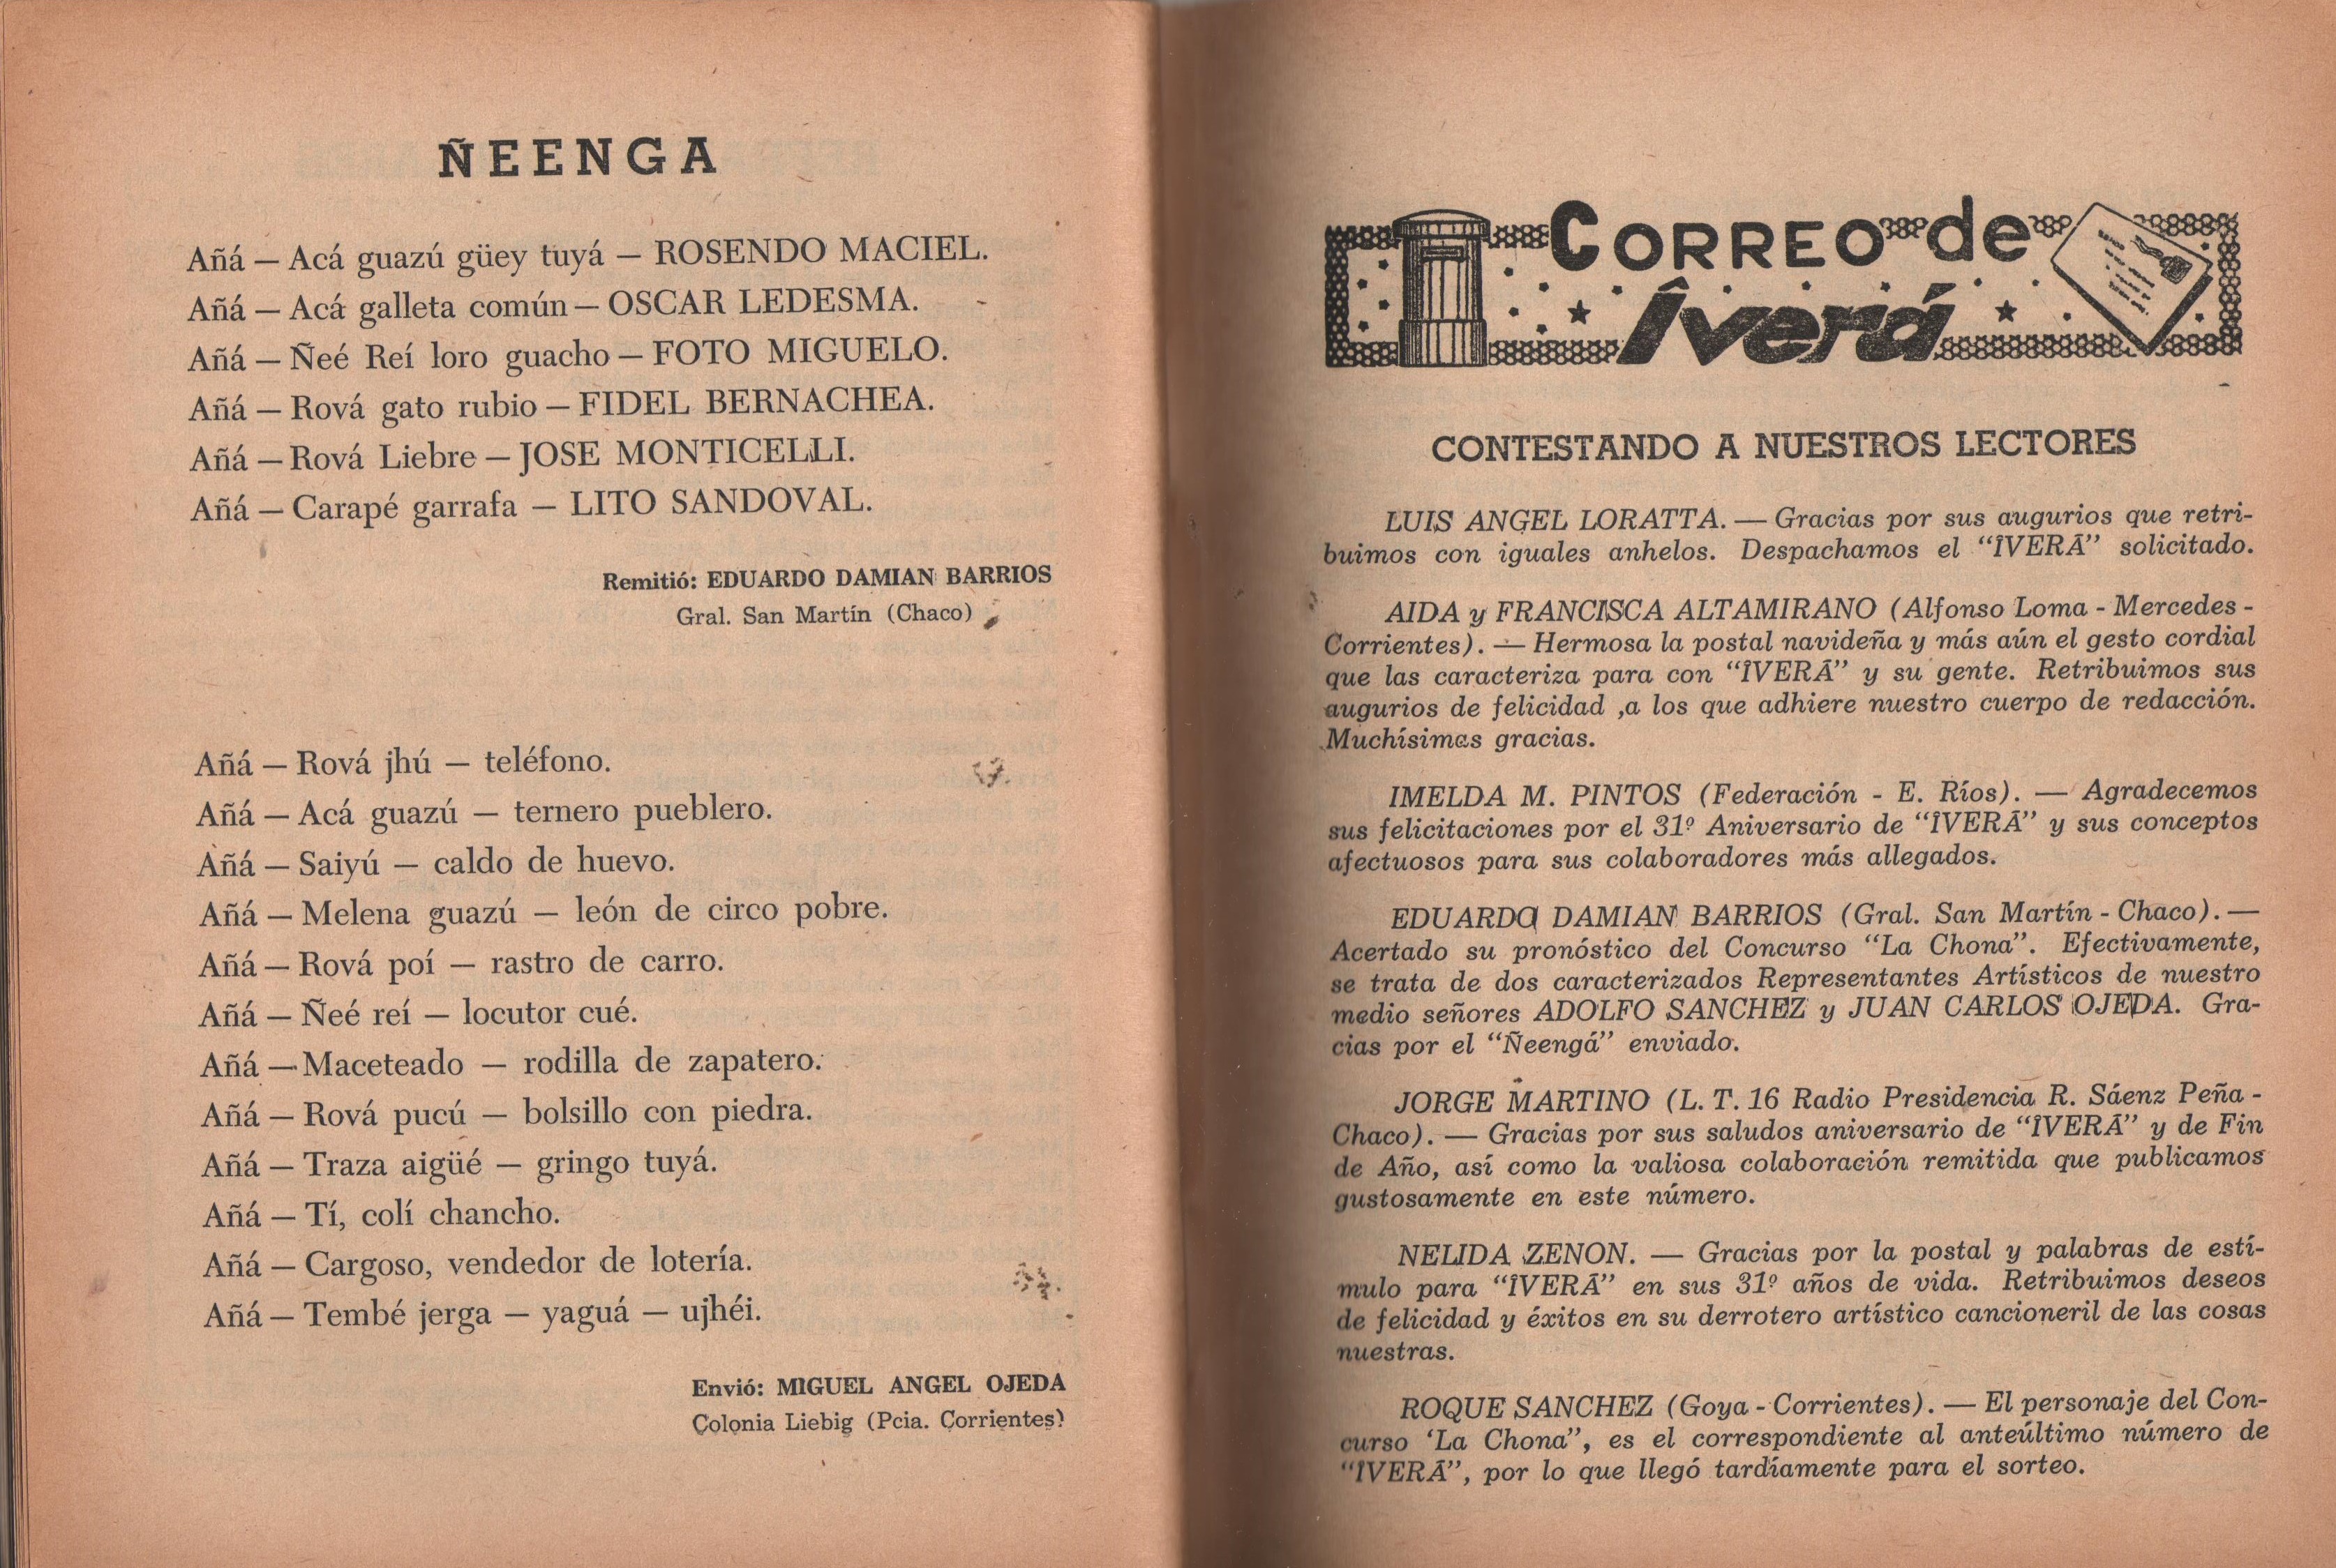 ÑEENGA
Añá — Acá guazú güey tuyá — ROSENDO MACIEL.
Añá — Acá galleta común — OSCAR LEDESMA.
Añá — Ñeé Reí loro guacho — FOTO MIGUELO.
Añá — Rová gato rubio — FIDEL BERNACHEA.
Añá — Rová Liebre — JOSE MONTICELLI.
Añá — Carapé garrafa — LITO SANDOVAL.
Remitió: EDUARDO DAMIAN BARRIOS
Gral. San Martín (Chaco)
Añá — Rová jhú — teléfono.
Añá — Acá guazú — ternero pueblero.
Añá — Saiyú — caldo de huevo.
Añá — Melena guazú — león de circo pobre.
Añá — Rová poí — rastro de carro.
Añá — Ñeé reí — locutor cué.
Añá — Maceteado — rodilla de zapatero.
Añá — Rová pucú — bolsillo con piedra.
Añá — Traza aigüé — gringo tuyá.
Añá — Tí, colí chancho.
Añá — Cargoso, vendedor de lotería.
Añá — Tembé jerga — yaguá — ujhéi.
Envió: MIGUEL ANGEL OJEDA
Colonia Liebig (Pcia. Corrientes)
CORREO de
Îverá
CONTESTANDO A NUESTROS LECTORES
LUIS ANGEL LORATTA. — Gracias por sus augurios que retri-
buimos con iguales anhelos. Despachamos el “ÎVERÁ” solicitado.
AIDA y FRANCISCA ALTAMIRANO (Alfonso Loma - Mercedes -
Corrientes). — Hermosa la postal navideña y más aún el gesto cordial
que las caracteriza para con “ÎVERÁ” y su gente. Retribuimos sus
augurios de felicidad ,a los que adhiere nuestro cuerpo de redacción.
Muchísimas gracias.
IMELDA M. PINTOS (Federación - E. Ríos). — Agradecemos
sus felicitaciones por el 31º Aniversario de “ÎVERÁ” y sus conceptos
afectuosos para sus colaboradores más allegados.
EDUARDO DAMIAN BARRIOS (Gral. San Martín - Chaco). —
Acertado su pronóstico del Concurso “La Chona”. Efectivamente,
se trata de dos caracterizados Representantes Artísticos de nuestro
medio señores ADOLFO SANCHEZ y JUAN CARLOS OJEDA. Gra-
cias por el “Ñeengá” enviado.
JORGE MARTINO (L. T. 16 Radio Presidencia R. Sáenz Peña -
Chaco). — Gracias por sus saludos aniversario de “ÎVERÁ” y de Fin
de Año, así como la valiosa colaboración remitida que publicamos
gustosamente en este número.
NELIDA ZENON. — Gracias por la postal y palabras de estí-
mulo para “ÎVERÁ” en sus 31º años de vida. Retribuimos deseos
de felicidad y éxitos en su derrotero artístico cancioneril de las cosas
nuestras.
ROQUE SANCHEZ (Goya - Corrientes). — El personaje del Con-
curso ‘La Chona”, es el correspondiente al anteúltimo número de
“ÎVERÁ”, por lo que llegó tardíamente para el sorteo.